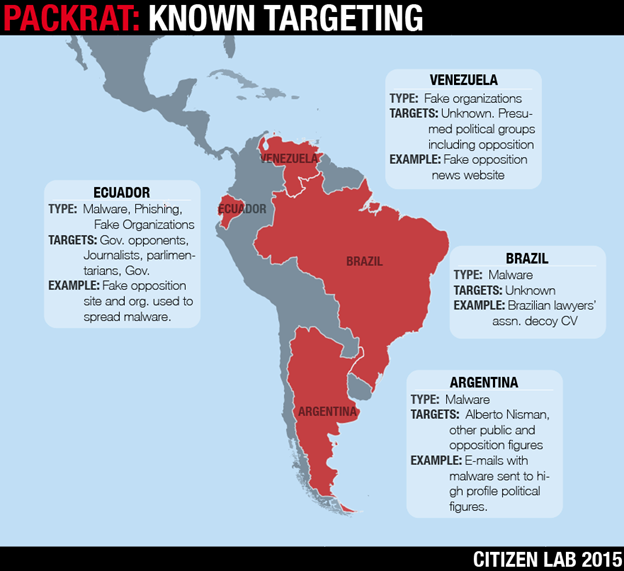 PACKRAT: KNOWN TARGETING
VENEZUELA
TYPE: Fake organizations
TARGETS: Unknown. Presu-
med political groups
including opposition
EXAMPLE: Fake opposition
news website
ECUADOR
TYPE: Malware, Phishing,
Fake Organizations
TARGETS: Gov. opponents,
Journalists, parlimen-
tarians, Gov.
EXAMPLE: Fake opposition
site and org. used to
spread malware.
VENEZUELA
ECUADOR
BRAZIL
ARGENTINA
BRAZIL
TYPE: Malware
TARGETS: Unknown
EXAMPLE: Brazilian lawyers'
assn. decoy CV
ARGENTINA
TYPE: Malware
TARGETS: Alberto Nisman,
other public and
opposition figures
EXAMPLE: E-mails with
malware sent to hi-
gh profile political
figures.
CITIZEN LAB 2015